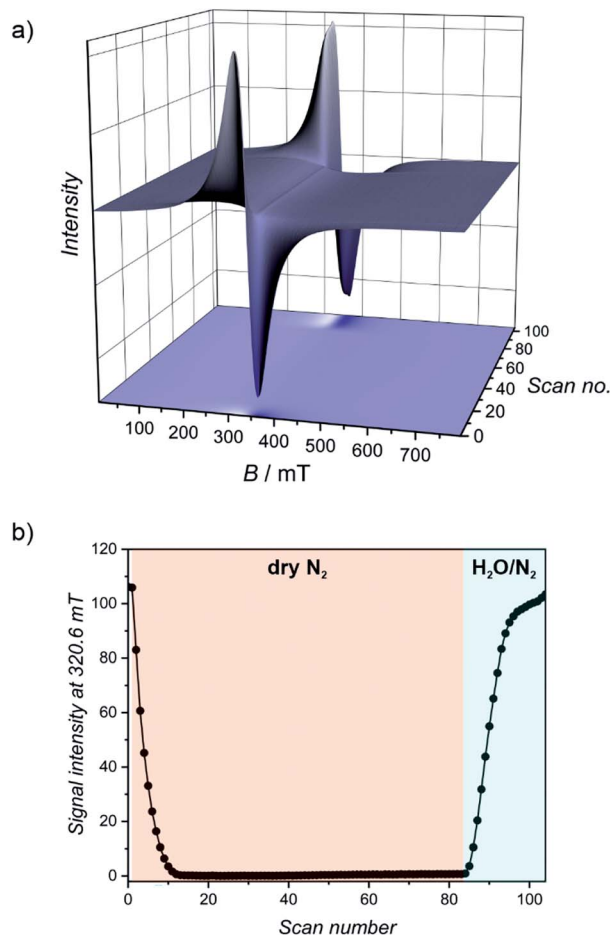 a)
Intensity
100
80
60
40
20
0
Scan no.
100 200 300 400 500 600 700
B / mT
b)
120
100
80
60
40
20
0
dry N₂
H₂O/N₂
Signal intensity at 320.6 mT
0 20 40 60 80 100
Scan number